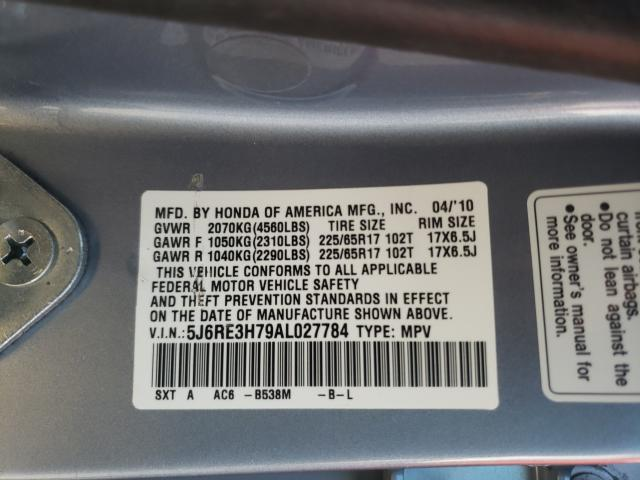 MFD. BY HONDA OF AMERICA MFG., INC. 04/'10
GVWR 2070KG(4560LBS) TIRE SIZE RIM SIZE
GAWR F 1050KG(2310LBS) 225/65R17 102T 17X6.5J
GAWR R 1040KG(2290LBS) 225/65R17 102T 17X6.5J
THIS VEHICLE CONFORMS TO ALL APPLICABLE
FEDERAL MOTOR VEHICLE SAFETY
AND THEFT PREVENTION STANDARDS IN EFFECT
ON THE DATE OF MANUFACTURE SHOWN ABOVE.
V.I.N.: 5J6RE3H79AL027784 TYPE: MPV
SXT A AC6 -B538M -B-L
curtain airbags.
•Do not lean against
door.
•See owner's manual for